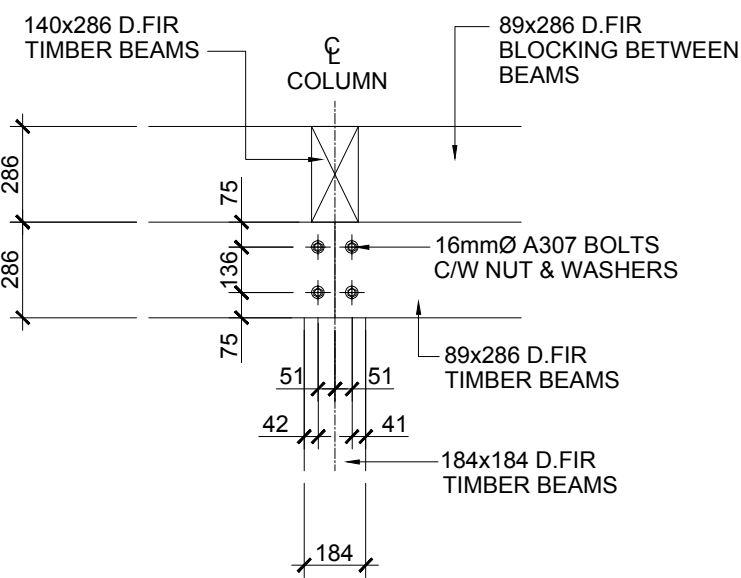 140x286 D.FIR
TIMBER BEAMS
℄
COLUMN
89x286 D.FIR
BLOCKING BETWEEN
BEAMS
286
75
136
286
75
16mmØ A307 BOLTS
C/W NUT & WASHERS
89x286 D.FIR
TIMBER BEAMS
51
51
42
41
184x184 D.FIR
TIMBER BEAMS
184